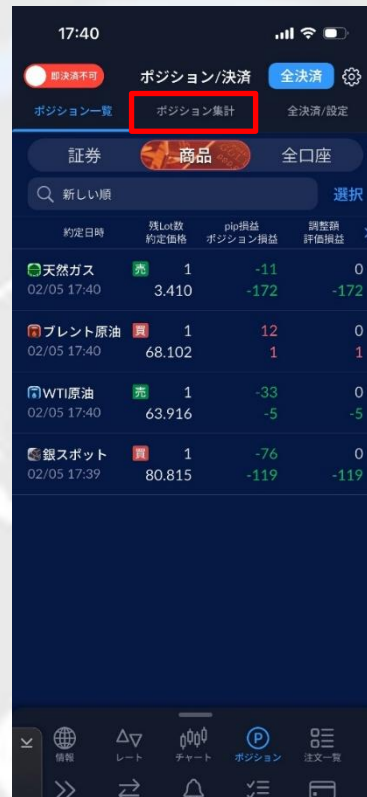 17:40
即決済不可 ポジション/決済 全決済
ポジション一覧 ポジション集計 全決済/設定
証券 商品 全口座
新しい順 選択
約定日時 残Lot数 pip損益 調整額
約定価格 ポジション損益 評価損益
天然ガス 売 1 -11 0
02/05 17:40 3.410 -172 -172
ブレント原油 買 1 12 0
02/05 17:40 68.102 1 1
WTI原油 売 1 -33 0
02/05 17:40 63.916 -5 -5
銀スポット 買 1 -76 0
02/05 17:39 80.815 -119 -119
情報 レート チャート ポジション 注文一覧